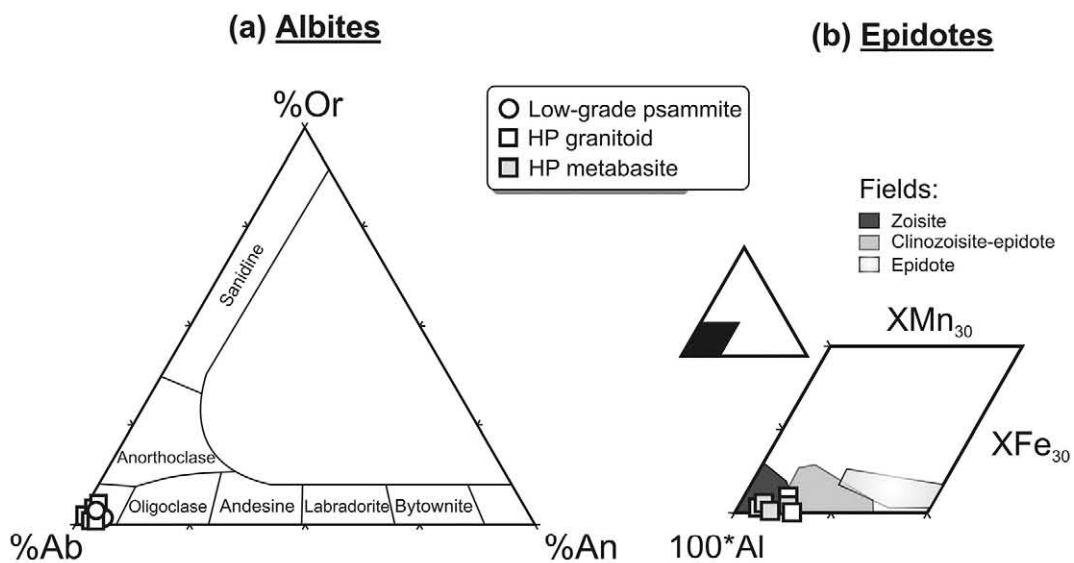 (a) Albites
(b) Epidotes
%Or
Low-grade psammite
HP granitoid
HP metabasite
Fields:
Zoisite
Clinozoisite-epidote
Epidote
Sanidine
XMn30
XFe30
Anorthoclase
Oligoclase
Andesine
Labradorite
Bytownite
%Ab
%An
100*Al